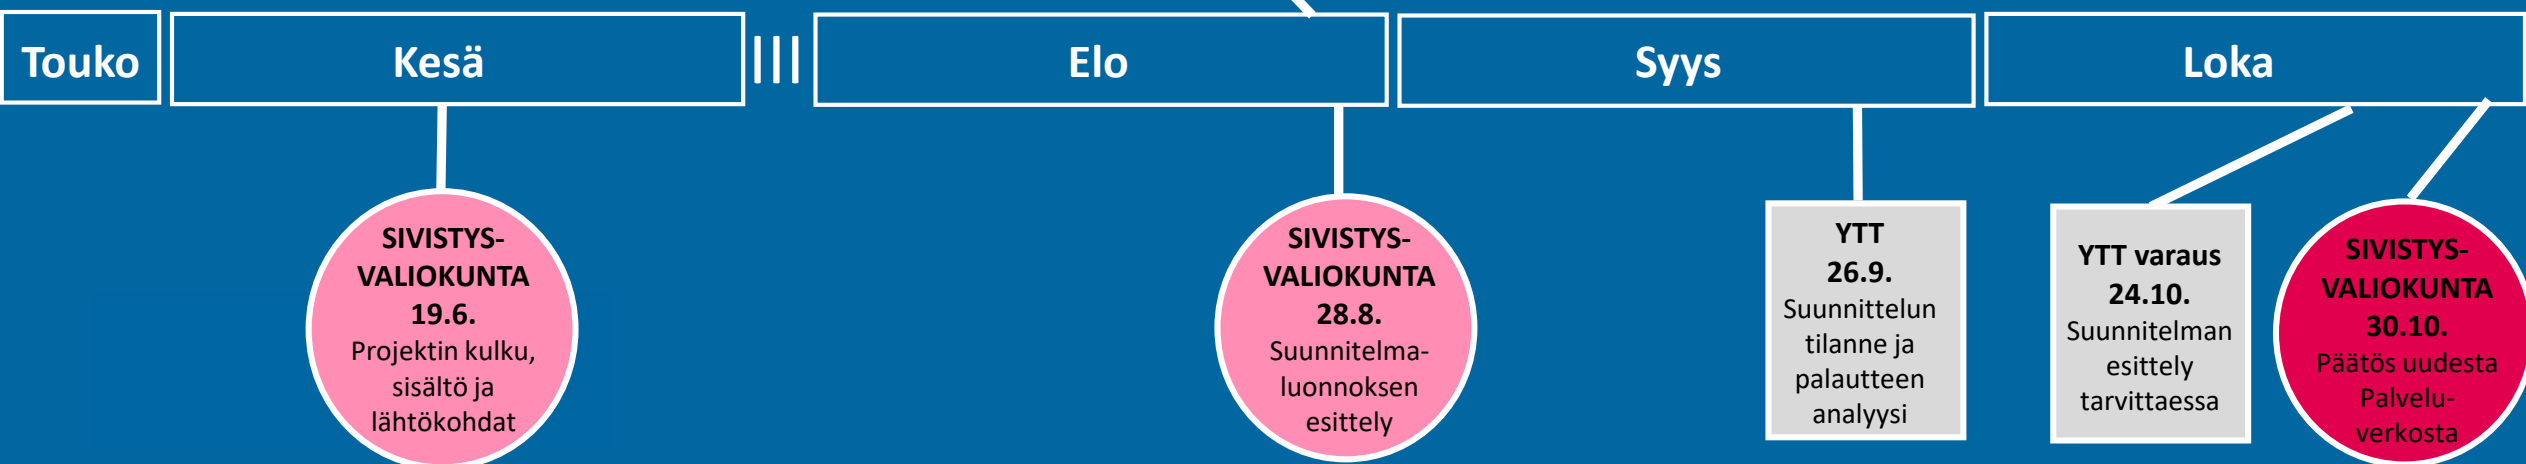 Touko
Kesä
Elo
Syys
Loka
SIVISTYS-
VALIOKUNTA
19.6.
Projektin kulku,
sisältö ja
lähtökohdat
SIVISTYS-
VALIOKUNTA
28.8.
Suunnitelma-
luonnoksen
esittely
YTT
26.9.
Suunnittelun
tilanne ja
palautteen
analyysi
YTT varaus
24.10.
Suunnitelman
esittely
tarvittaessa
SIVISTYS-
VALIOKUNTA
30.10.
Päätös uudesta
Palvelu-
verkosta